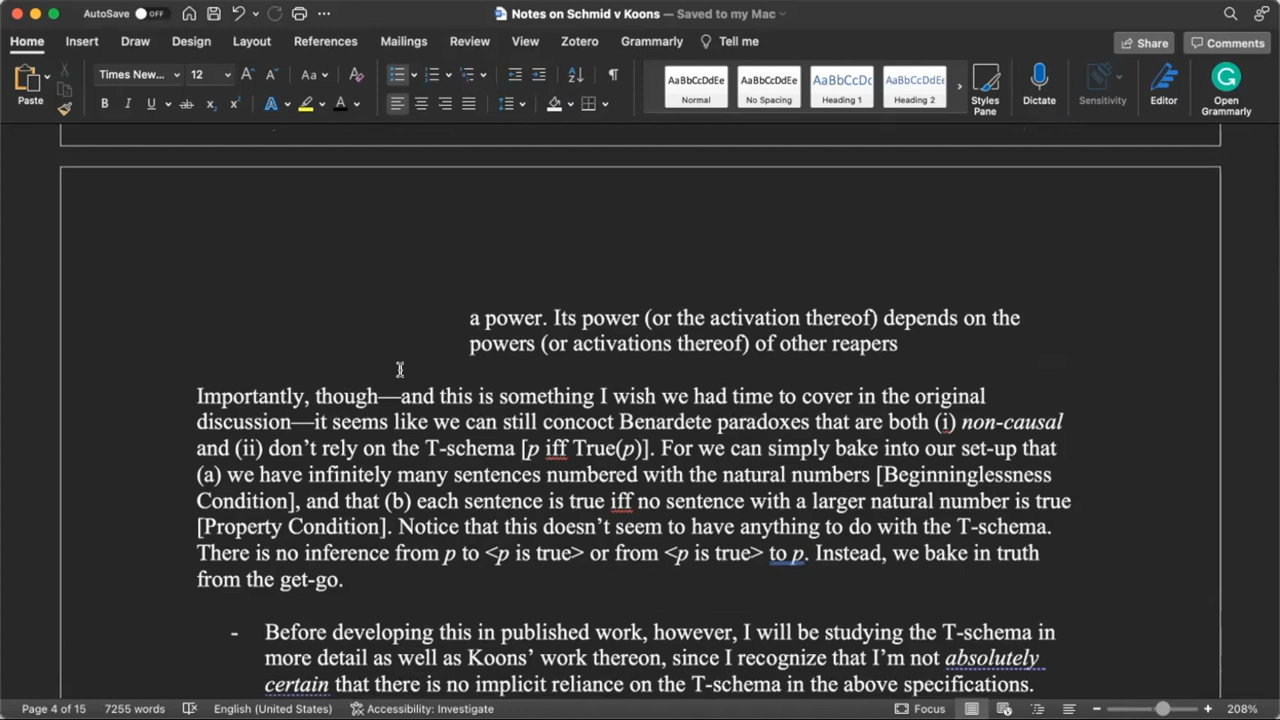 AutoSave OFF
Notes on Schmid v Koons — Saved to my Mac
Home Insert Draw Design Layout References Mailings Review View Zotero Grammarly Tell me Share Comments
Paste
Times New... 12
AaBbCcDdEe Normal
AaBbCcDdEe No Spacing
AaBbCcDc Heading 1
AaBbCcDdEe Heading 2
Styles Pane
Dictate
Sensitivity
Editor
Open Grammarly
a power. Its power (or the activation thereof) depends on the
powers (or activations thereof) of other reapers
Importantly, though—and this is something I wish we had time to cover in the original
discussion—it seems like we can still concoct Benardete paradoxes that are both (i) non-causal
and (ii) don’t rely on the T-schema [p iff True(p)]. For we can simply bake into our set-up that
(a) we have infinitely many sentences numbered with the natural numbers [Beginninglessness
Condition], and that (b) each sentence is true iff no sentence with a larger natural number is true
[Property Condition]. Notice that this doesn’t seem to have anything to do with the T-schema.
There is no inference from p to <p is true> or from <p is true> to p. Instead, we bake in truth
from the get-go.
- Before developing this in published work, however, I will be studying the T-schema in
more detail as well as Koons’ work thereon, since I recognize that I’m not absolutely
certain that there is no implicit reliance on the T-schema in the above specifications.
Page 4 of 15 7255 words English (United States) Accessibility: Investigate Focus 208%